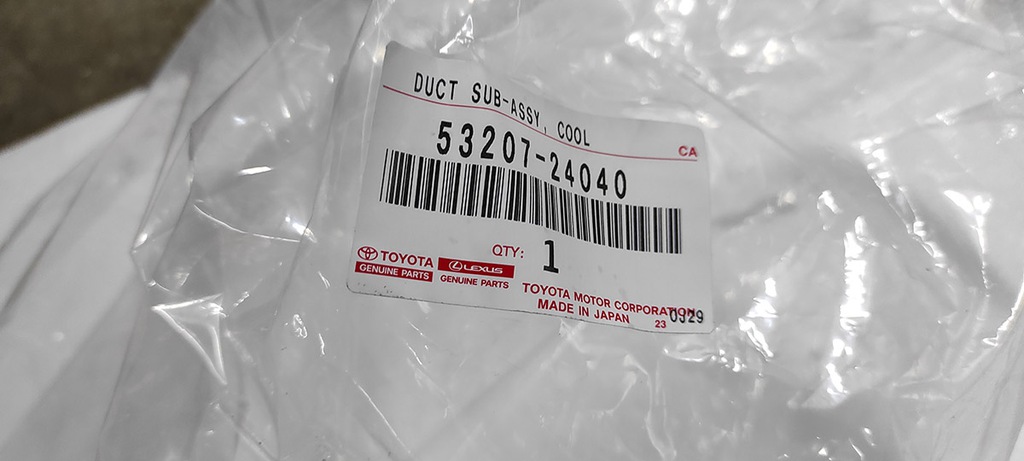 DUCT SUB-ASSY, COOL
CA
53207-24040
QTY: 1
TOYOTA
GENUINE PARTS
LEXUS
GENUINE PARTS
TOYOTA MOTOR CORPORATION
MADE IN JAPAN
23 0329